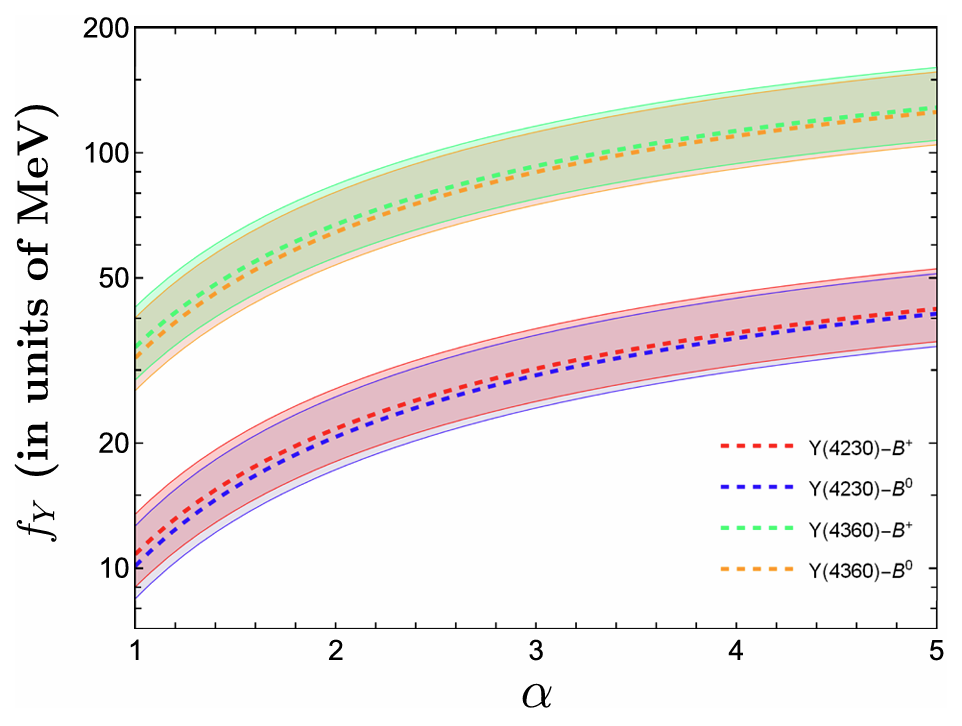 200
100
50
20
10
f_Y (in units of MeV)
Y(4230)−B⁺
Y(4230)−B⁰
Y(4360)−B⁺
Y(4360)−B⁰
1 2 3 4 5
α